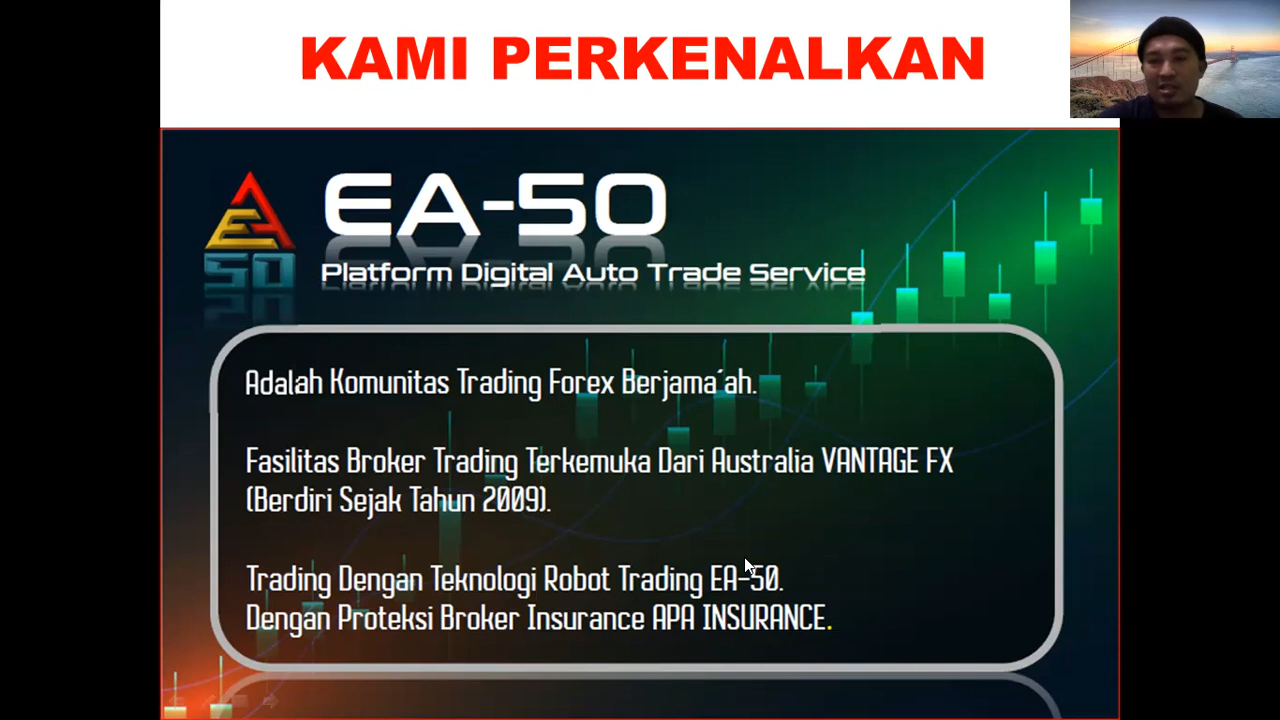 KAMI PERKENALKAN
EA
50
EA-50
Platform Digital Auto Trade Service
Adalah Komunitas Trading Forex Berjama'ah.
Fasilitas Broker Trading Terkemuka Dari Australia VANTAGE FX
(Berdiri Sejak Tahun 2009).
Trading Dengan Teknologi Robot Trading EA-50.
Dengan Proteksi Broker Insurance APA INSURANCE.